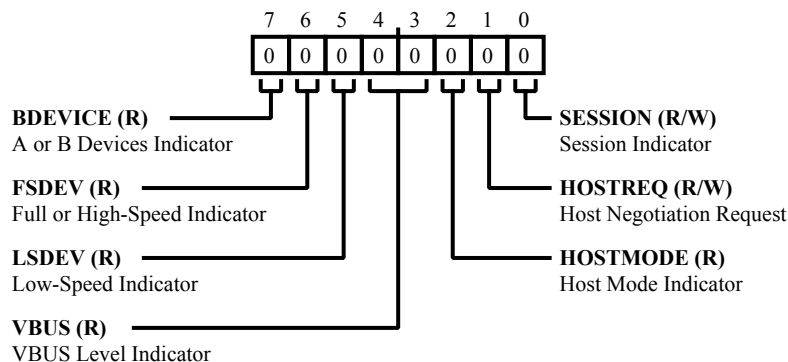 7 6 5 4 3 2 1 0
0 0 0 0 0 0 0 0
BDEVICE (R)
A or B Devices Indicator
SESSION (R/W)
Session Indicator
FSDEV (R)
Full or High-Speed Indicator
HOSTREQ (R/W)
Host Negotiation Request
LSDEV (R)
Low-Speed Indicator
HOSTMODE (R)
Host Mode Indicator
VBUS (R)
VBUS Level Indicator